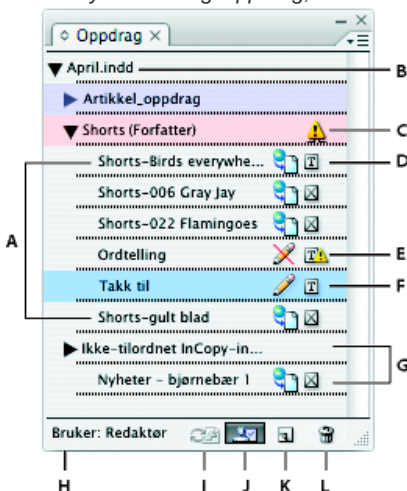 Oppdrag
April.indd
B
Artikkel_oppdrag
Shorts (Forfatter)
C
Shorts-Birds everywhe...
D
Shorts-006 Gray Jay
Shorts-022 Flamingoes
A
Ordtelling
E
Takk til
F
Shorts-gult blad
Ikke-tilordnet InCopy-in...
G
Nyheter - bjørnebær 1
Bruker: Redaktør
H I J K L